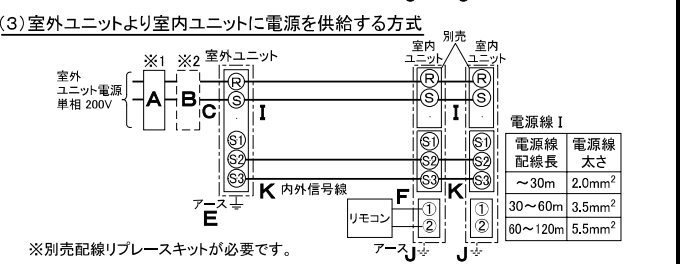 (3)室外ユニットより室内ユニットに電源を供給する方式
※1 ※2 室外ユニット
室内ユニット 別売 室内ユニット
室外
ユニット電源
単相 200V
A B C
R
S
S1
S2
S3
I
R
S
S1
S2
S3
I
R
S
S1
S2
S3
K 内外信号線
F K
アース
E
リモコン
①
②
①
②
アース J J
電源線 I
電源線配線長 電源線太さ
～30m 2.0mm²
30～60m 3.5mm²
60～120m 5.5mm²
※別売配線リプレースキットが必要です。